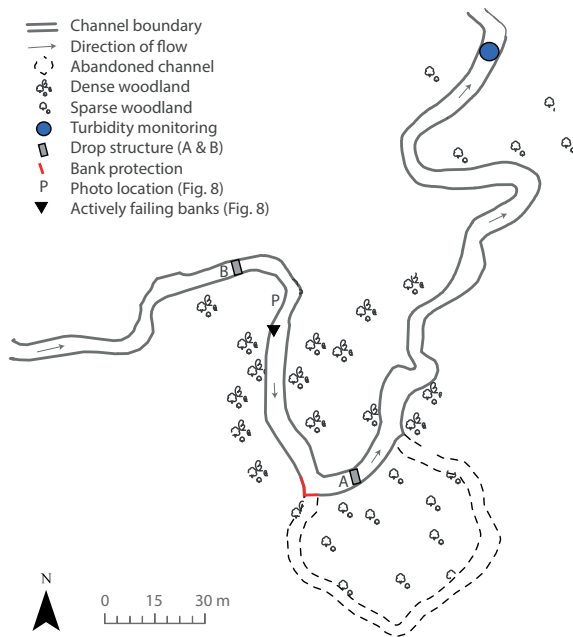 Channel boundary
Direction of flow
Abandoned channel
Dense woodland
Sparse woodland
Turbidity monitoring
Drop structure (A & B)
Bank protection
P Photo location (Fig. 8)
Actively failing banks (Fig. 8)
B
P
A
N
0 15 30 m